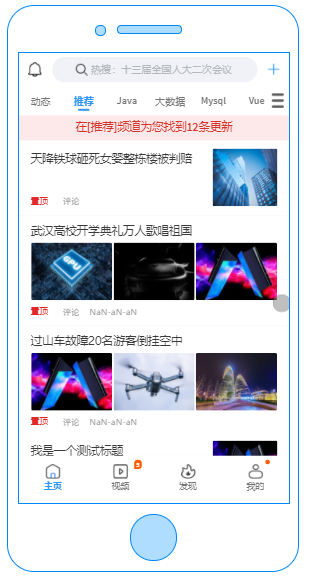 热搜：十三届全国人大二次会议
动态 推荐 Java 大数据 Mysql Vue
在[推荐]频道为您找到12条更新
天降铁球砸死女婴整栋楼被判赔
置顶 评论
武汉高校开学典礼万人歌唱祖国
GPU
置顶 评论 NaN-aN-aN
过山车故障20名游客倒挂空中
置顶 评论 NaN-aN-aN
我是一个测试标题
主页 视频 5 发现 我的